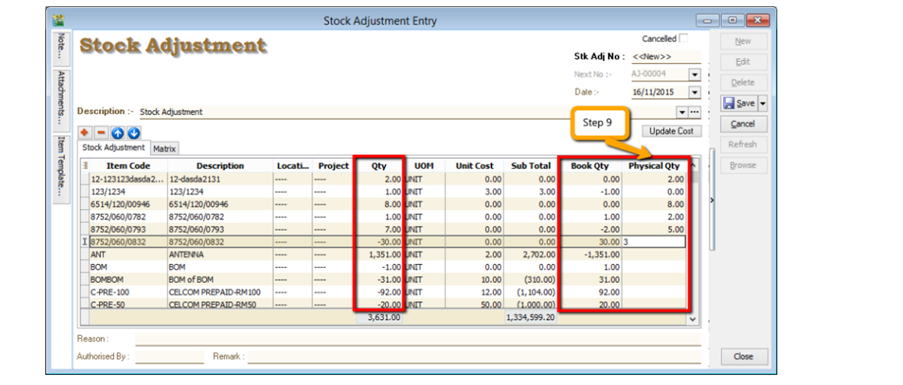 Stock Adjustment Entry
Note...
Attachments...
Item Template...
Stock Adjustment
Cancelled
Stk Adj No : <<New>>
Next No :- AJ-00004
Date :- 16/11/2015
Description :- Stock Adjustment
Step 9
Update Cost
Stock Adjustment Matrix
Item Code Description Locati... Project Qty UOM Unit Cost Sub Total Book Qty Physical Qty
12-123123dasda2... 12-dasda2131 ---- ---- 2.00 UNIT 0.00 0.00 0.00 2.00
123/1234 123/1234 ---- ---- 1.00 UNIT 3.00 3.00 -1.00 0.00
6514/120/00946 6514/120/00946 ---- ---- 8.00 UNIT 0.00 0.00 0.00 8.00
8752/060/0782 8752/060/0782 ---- ---- 1.00 UNIT 0.00 0.00 1.00 2.00
8752/060/0793 8752/060/0793 ---- ---- 7.00 UNIT 0.00 0.00 -2.00 5.00
8752/060/0832 8752/060/0832 ---- ---- -30.00 UNIT 0.00 0.00 30.00 3
ANT ANTENNA ---- ---- 1,351.00 UNIT 2.00 2,702.00 -1,351.00
BOM BOM ---- ---- -1.00 UNIT 0.00 0.00 1.00
BOMBOM BOM of BOM ---- ---- -31.00 UNIT 10.00 (310.00) 31.00
C-PRE-100 CELCOM PREPAID-RM100 ---- ---- -92.00 UNIT 12.00 (1,104.00) 92.00
C-PRE-50 CELCOM PREPAID-RM50 ---- ---- -20.00 UNIT 50.00 (1,000.00) 20.00
3,631.00 1,334,599.20
Reason :
Authorised By : Remark :
New
Edit
Delete
Save
Cancel
Refresh
Browse
Close